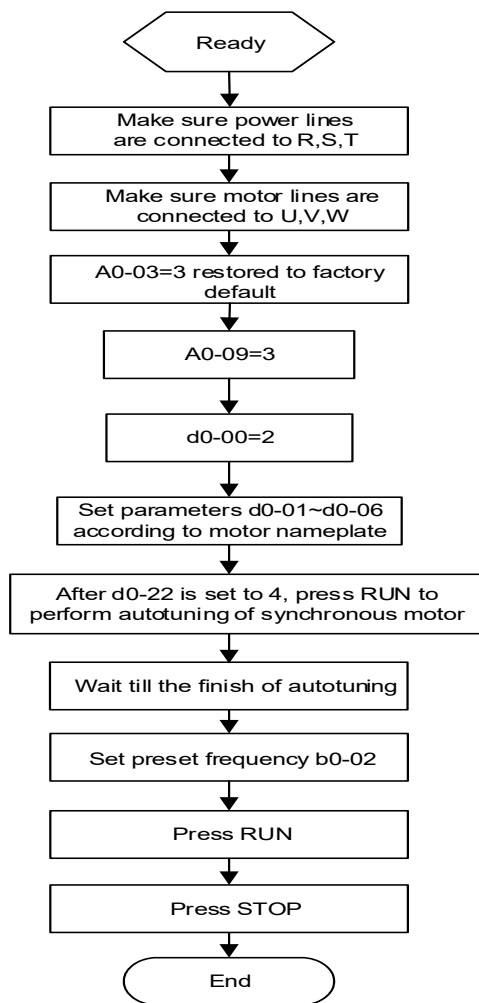 Ready
Make sure power lines
are connected to R,S,T
Make sure motor lines are
connected to U,V,W
A0-03=3 restored to factory
default
A0-09=3
d0-00=2
Set parameters d0-01~d0-06
according to motor nameplate
After d0-22 is set to 4, press RUN to
perform autotuning of synchronous motor
Wait till the finish of autotuning
Set preset frequency b0-02
Press RUN
Press STOP
End